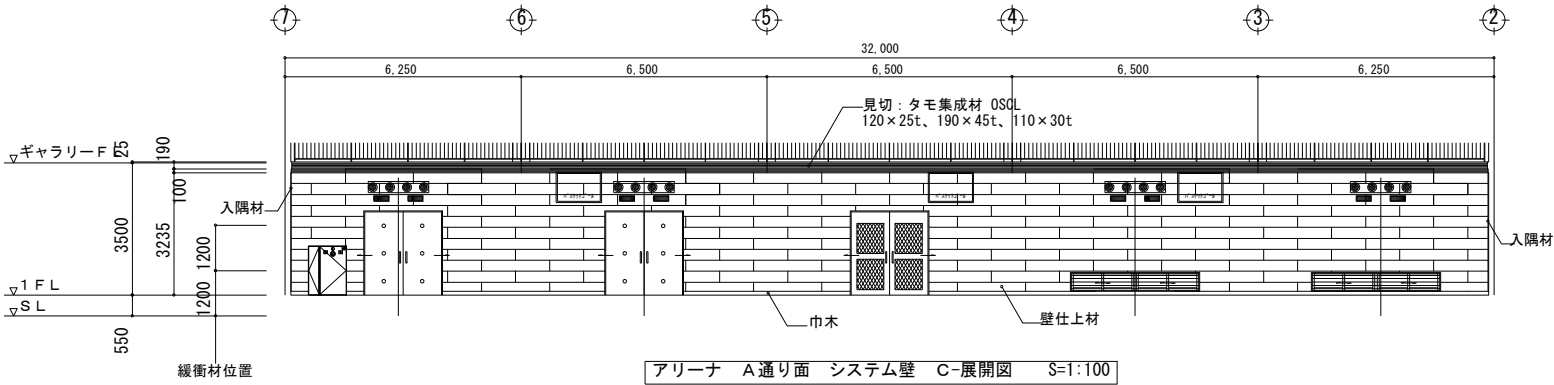 7 6 5 4 3 2
32,000
6,250 6,500 6,500 6,500 6,250
見切：タモ集成材 OSCL
120×25t、190×45t、110×30t
ギャラリーFL
25
190
100
入隅材
3500
3235
1200
入隅材
1FL
1200
SL
550
巾木
壁仕上材
緩衝材位置
アリーナ A通り面 システム壁 C-展開図 S=1:100